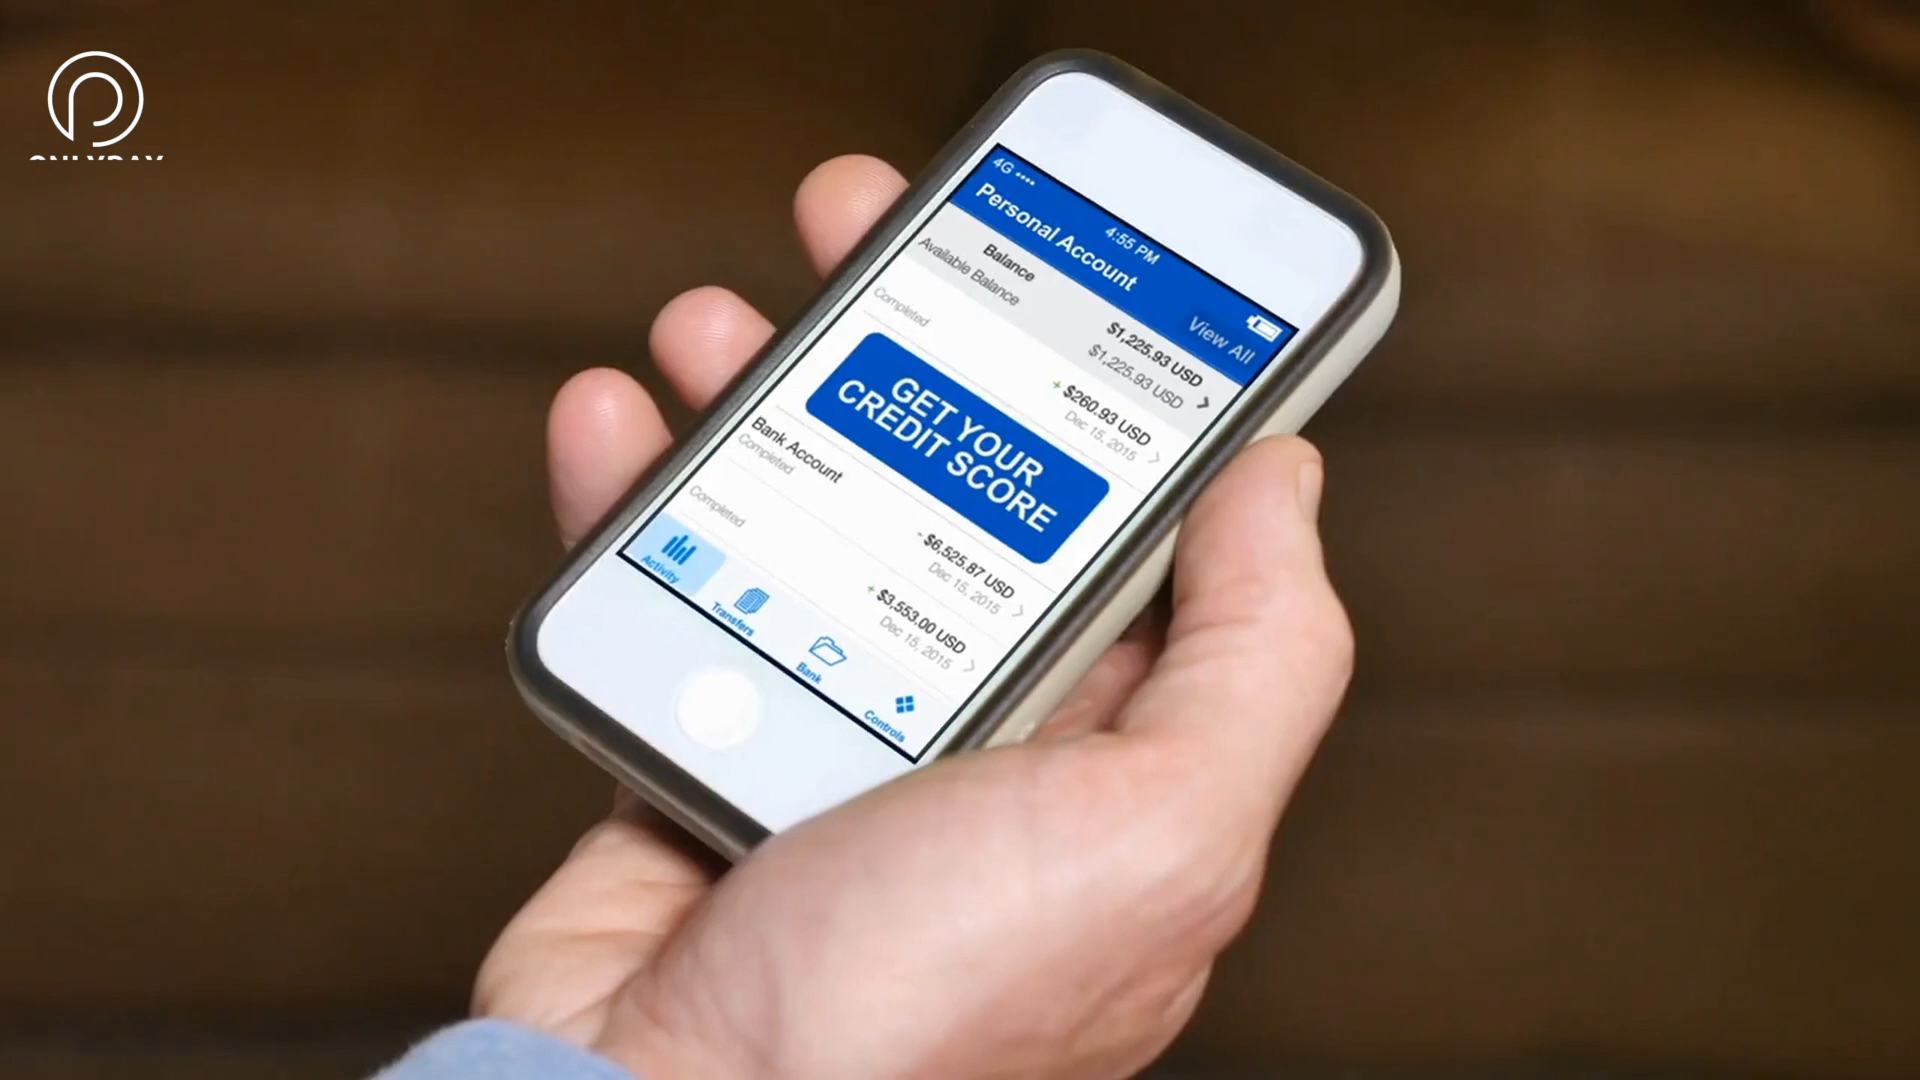 4G
4:55 PM
Personal Account
View All
Balance
$1,225.93 USD
Available Balance
$1,225.93 USD
+ $260.93 USD
Completed
Dec 15, 2015
GET YOUR
CREDIT SCORE
Bank Account
- $6,525.87 USD
Completed
Dec 15, 2015
+ $3,553.00 USD
Completed
Dec 15, 2015
Activity
Transfers
Bank
Controls